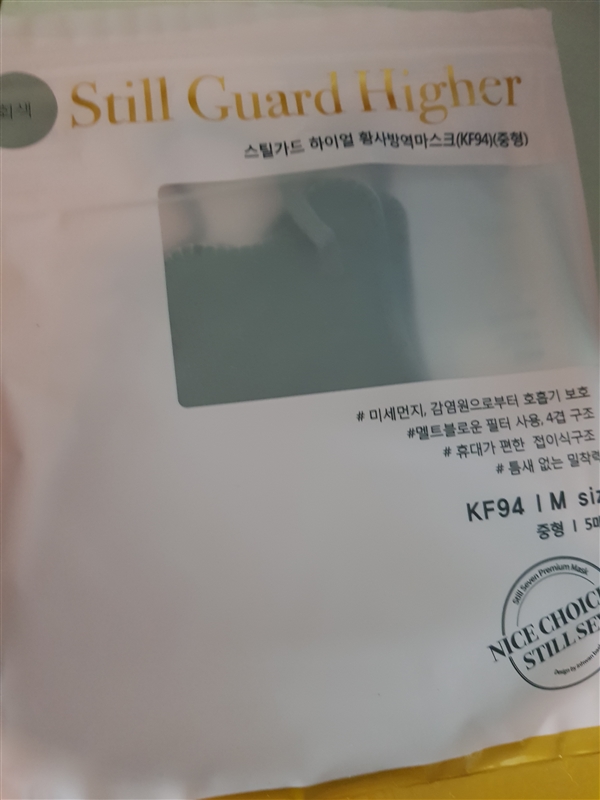 회색
Still Guard Higher
스틸가드 하이얼 황사방역마스크(KF94)(중형)
# 미세먼지, 감염원으로부터 호흡기 보호
#멜트블로운 필터 사용, 4겹 구조
# 휴대가 편한 접이식구조
# 틈새 없는 밀착력
KF94 | M siz
중형 | 5매
Still Seven Premium Mask
NICE CHOIC
STILL SEV
Design by